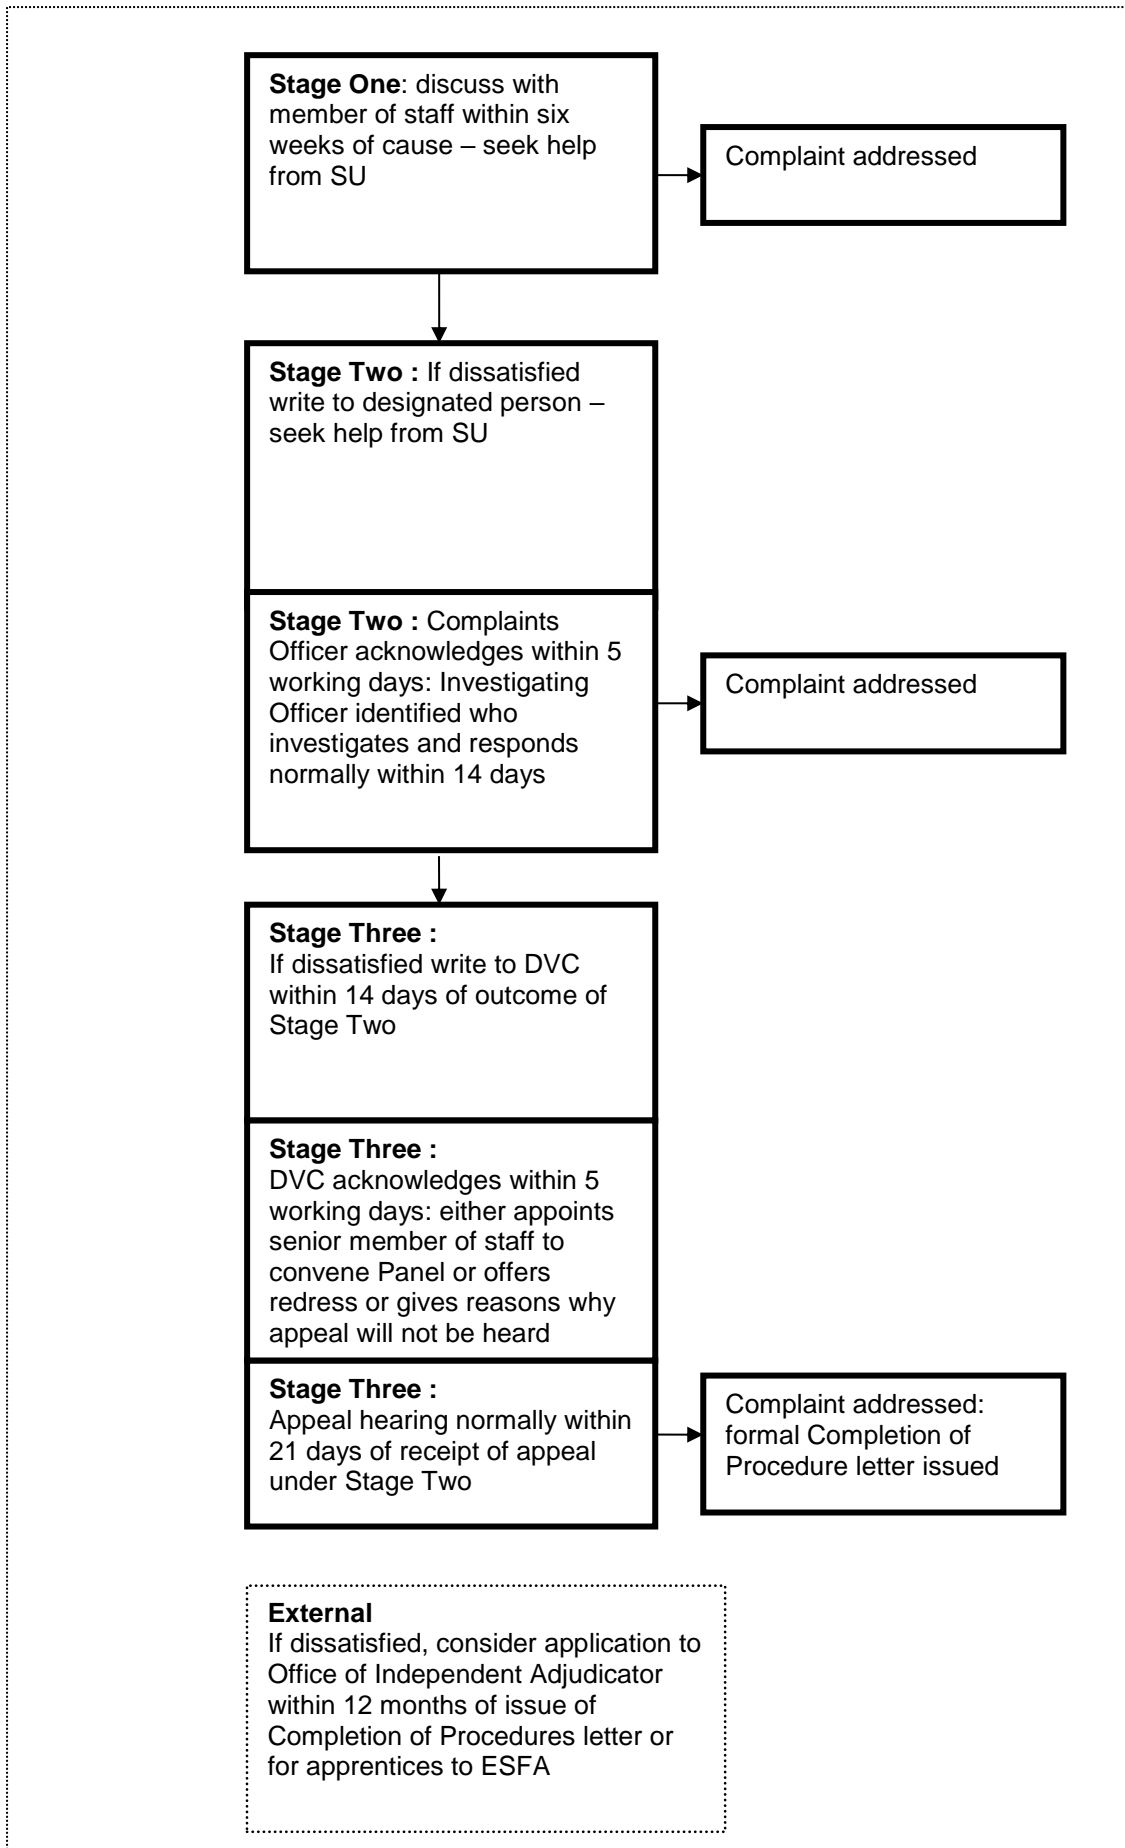 Stage One: discuss with
member of staff within six
weeks of cause – seek help
from SU
Complaint addressed
Stage Two : If dissatisfied
write to designated person –
seek help from SU
Stage Two : Complaints
Officer acknowledges within 5
working days: Investigating
Officer identified who
investigates and responds
normally within 14 days
Complaint addressed
Stage Three :
If dissatisfied write to DVC
within 14 days of outcome of
Stage Two
Stage Three :
DVC acknowledges within 5
working days: either appoints
senior member of staff to
convene Panel or offers
redress or gives reasons why
appeal will not be heard
Stage Three :
Appeal hearing normally within
21 days of receipt of appeal
under Stage Two
Complaint addressed:
formal Completion of
Procedure letter issued
External
If dissatisfied, consider application to
Office of Independent Adjudicator
within 12 months of issue of
Completion of Procedures letter or
for apprentices to ESFA